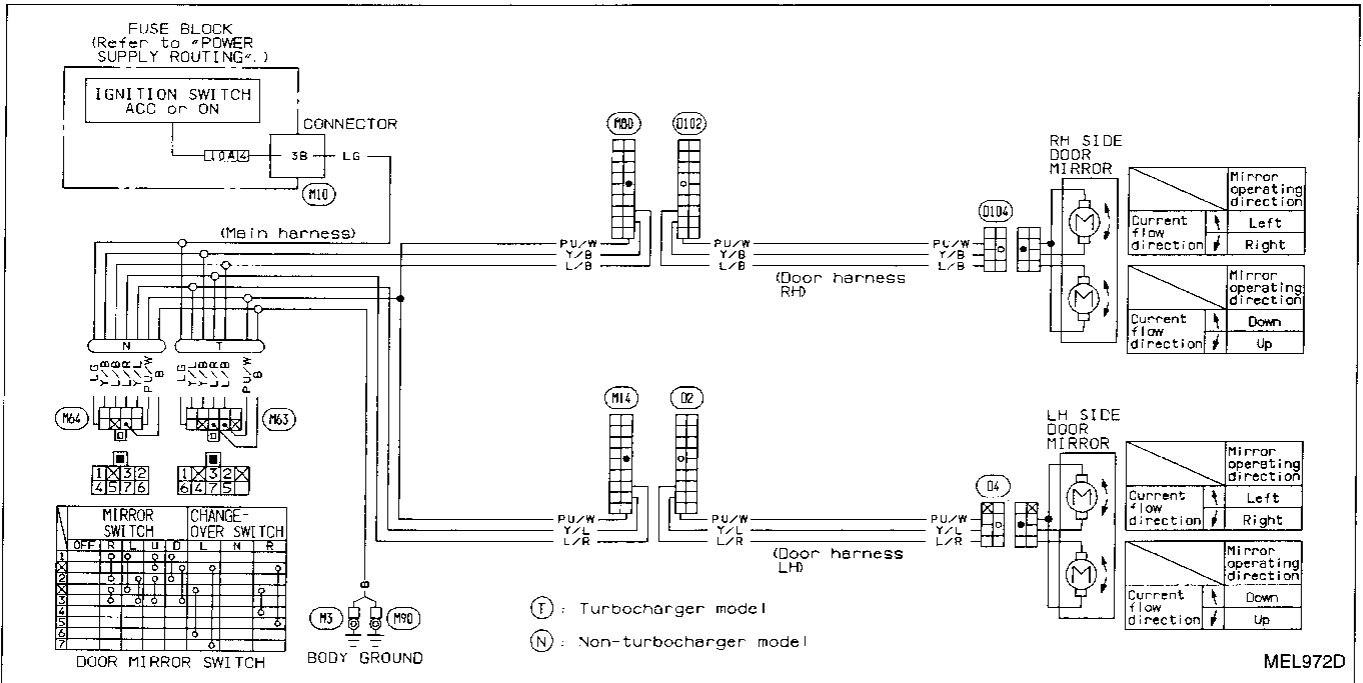 FUSE BLOCK
(Refer to "POWER
SUPPLY ROUTING".)
IGNITION SWITCH
ACC or ON
CONNECTOR
10A 4
3B
LG
M10
(Main harness)
M80
D102
PU/W
Y/B
L/B
PU/W
Y/B
L/B
(Door harness
RH)
PU/W
Y/B
L/B
D104
RH SIDE
DOOR
MIRROR
M
M
Mirror
operating
direction
Current
flow
direction
Left
Right
Mirror
operating
direction
Current
flow
direction
Down
Up
N
T
LG
Y/B
L/B
L/R
Y/L
PU/W
B
LG
Y/L
Y/B
L/R
L/B
PU/W
B
M64
M63
1 3 2
4 5 7 6
1 3 2
6 4 7 5
MIRROR
SWITCH
CHANGE-
OVER SWITCH
OFF R L U D L N R
1
2
3
4
5
6
7
DOOR MIRROR SWITCH
B
M3
M90
BODY GROUND
M14
D2
PU/W
Y/L
L/R
PU/W
Y/L
L/R
(Door harness
LH)
PU/W
Y/L
L/R
D4
LH SIDE
DOOR
MIRROR
M
M
Mirror
operating
direction
Current
flow
direction
Left
Right
Mirror
operating
direction
Current
flow
direction
Down
Up
T : Turbocharger model
N : Non-turbocharger model
MEL972D